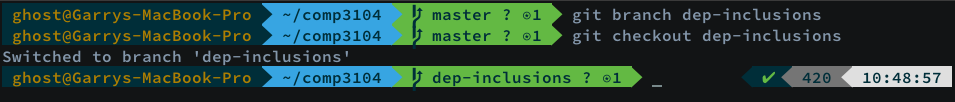 ghost@Garrys-MacBook-Pro ~/comp3104 master ? ⍟1 git branch dep-inclusions
ghost@Garrys-MacBook-Pro ~/comp3104 master ? ⍟1 git checkout dep-inclusions
Switched to branch 'dep-inclusions'
ghost@Garrys-MacBook-Pro ~/comp3104 dep-inclusions ? ⍟1 _ ✔ 420 10:48:57